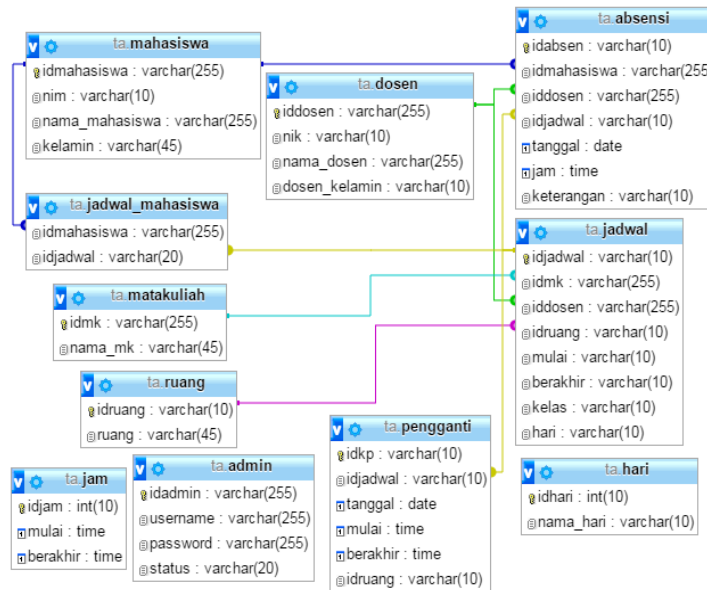 ta.mahasiswa
idmahasiswa : varchar(255)
nim : varchar(10)
nama_mahasiswa : varchar(255)
kelamin : varchar(45)
ta.dosen
iddosen : varchar(255)
nik : varchar(10)
nama_dosen : varchar(255)
dosen_kelamin : varchar(10)
ta.absensi
idabsen : varchar(10)
idmahasiswa : varchar(255
iddosen : varchar(255)
idjadwal : varchar(10)
tanggal : date
jam : time
keterangan : varchar(10)
ta.jadwal_mahasiswa
idmahasiswa : varchar(255)
idjadwal : varchar(20)
ta.jadwal
idjadwal : varchar(10)
idmk : varchar(255)
iddosen : varchar(255)
idruang : varchar(10)
mulai : varchar(10)
berakhir : varchar(10)
kelas : varchar(10)
hari : varchar(10)
ta.matakuliah
idmk : varchar(255)
nama_mk : varchar(45)
ta.ruang
idruang : varchar(10)
ruang : varchar(45)
ta.pengganti
idkp : varchar(10)
idjadwal : varchar(10)
tanggal : date
mulai : time
berakhir : time
idruang : varchar(10)
ta.jam
idjam : int(10)
mulai : time
berakhir : time
ta.admin
idadmin : varchar(255)
username : varchar(255)
password : varchar(255)
status : varchar(20)
ta.hari
idhari : int(10)
nama_hari : varchar(10)